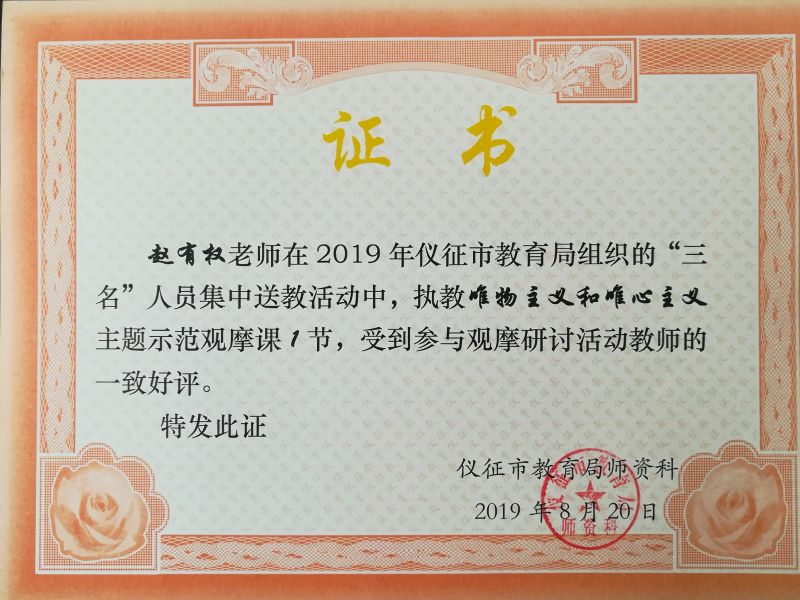 证书
赵有权老师在2019年仪征市教育局组织的“三
名”人员集中送教活动中，执教唯物主义和唯心主义
主题示范观摩课1节，受到参与观摩研讨活动教师的
一致好评。
特发此证
仪征市教育局师资科
2019年8月20日
师资科